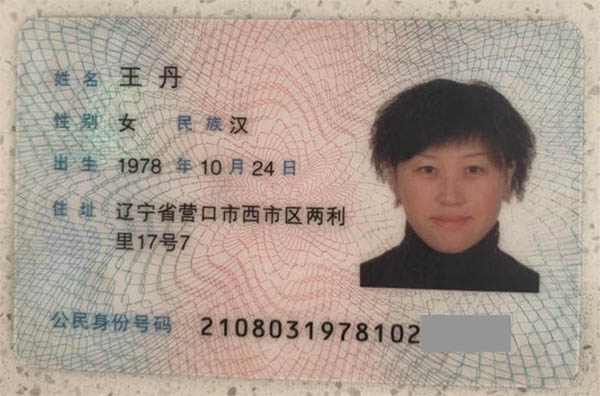 姓名 王丹
性别 女 民族 汉
出生 1978 年 10 月 24 日
住址 辽宁省营口市西市区两利
里17号7
公民身份号码 2108031978102